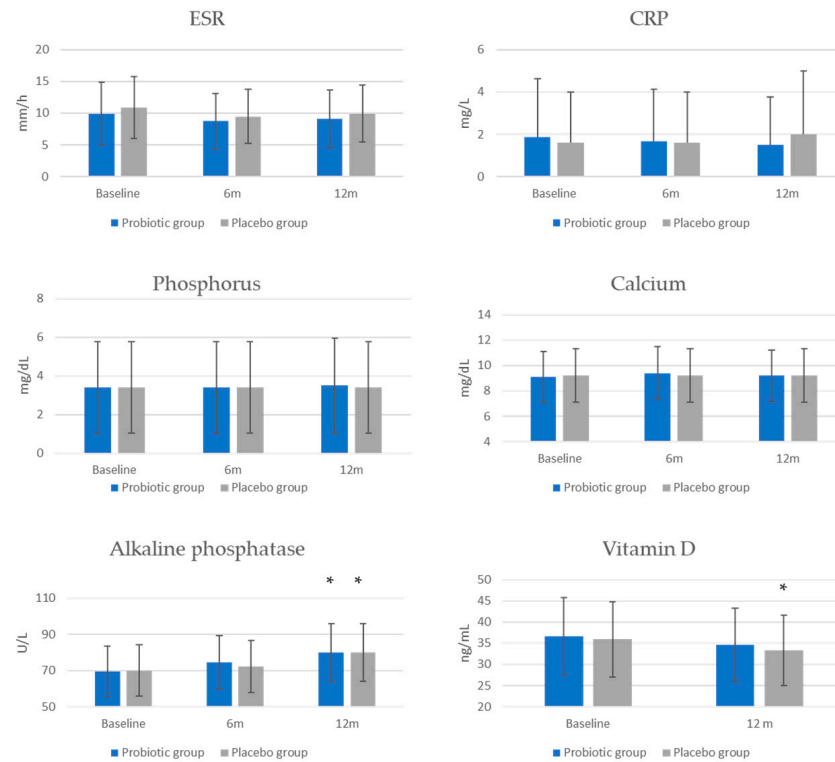 ESR
20
15
10
5
0
mm/h
Baseline
6m
12m
Probiotic group
Placebo group
CRP
6
4
2
0
mg/L
Baseline
6m
12m
Probiotic group
Placebo group
Phosphorus
8
6
4
2
0
mg/dL
Baseline
6m
12m
Probiotic group
Placebo group
Calcium
14
12
10
8
6
4
mg/dL
Baseline
6m
12m
Probiotic group
Placebo group
Alkaline phosphatase
* *
110
90
70
50
U/L
Baseline
6m
12m
Probiotic group
Placebo group
Vitamin D
*
50
45
40
35
30
25
20
ng/mL
Baseline
12 m
Probiotic group
Placebo group